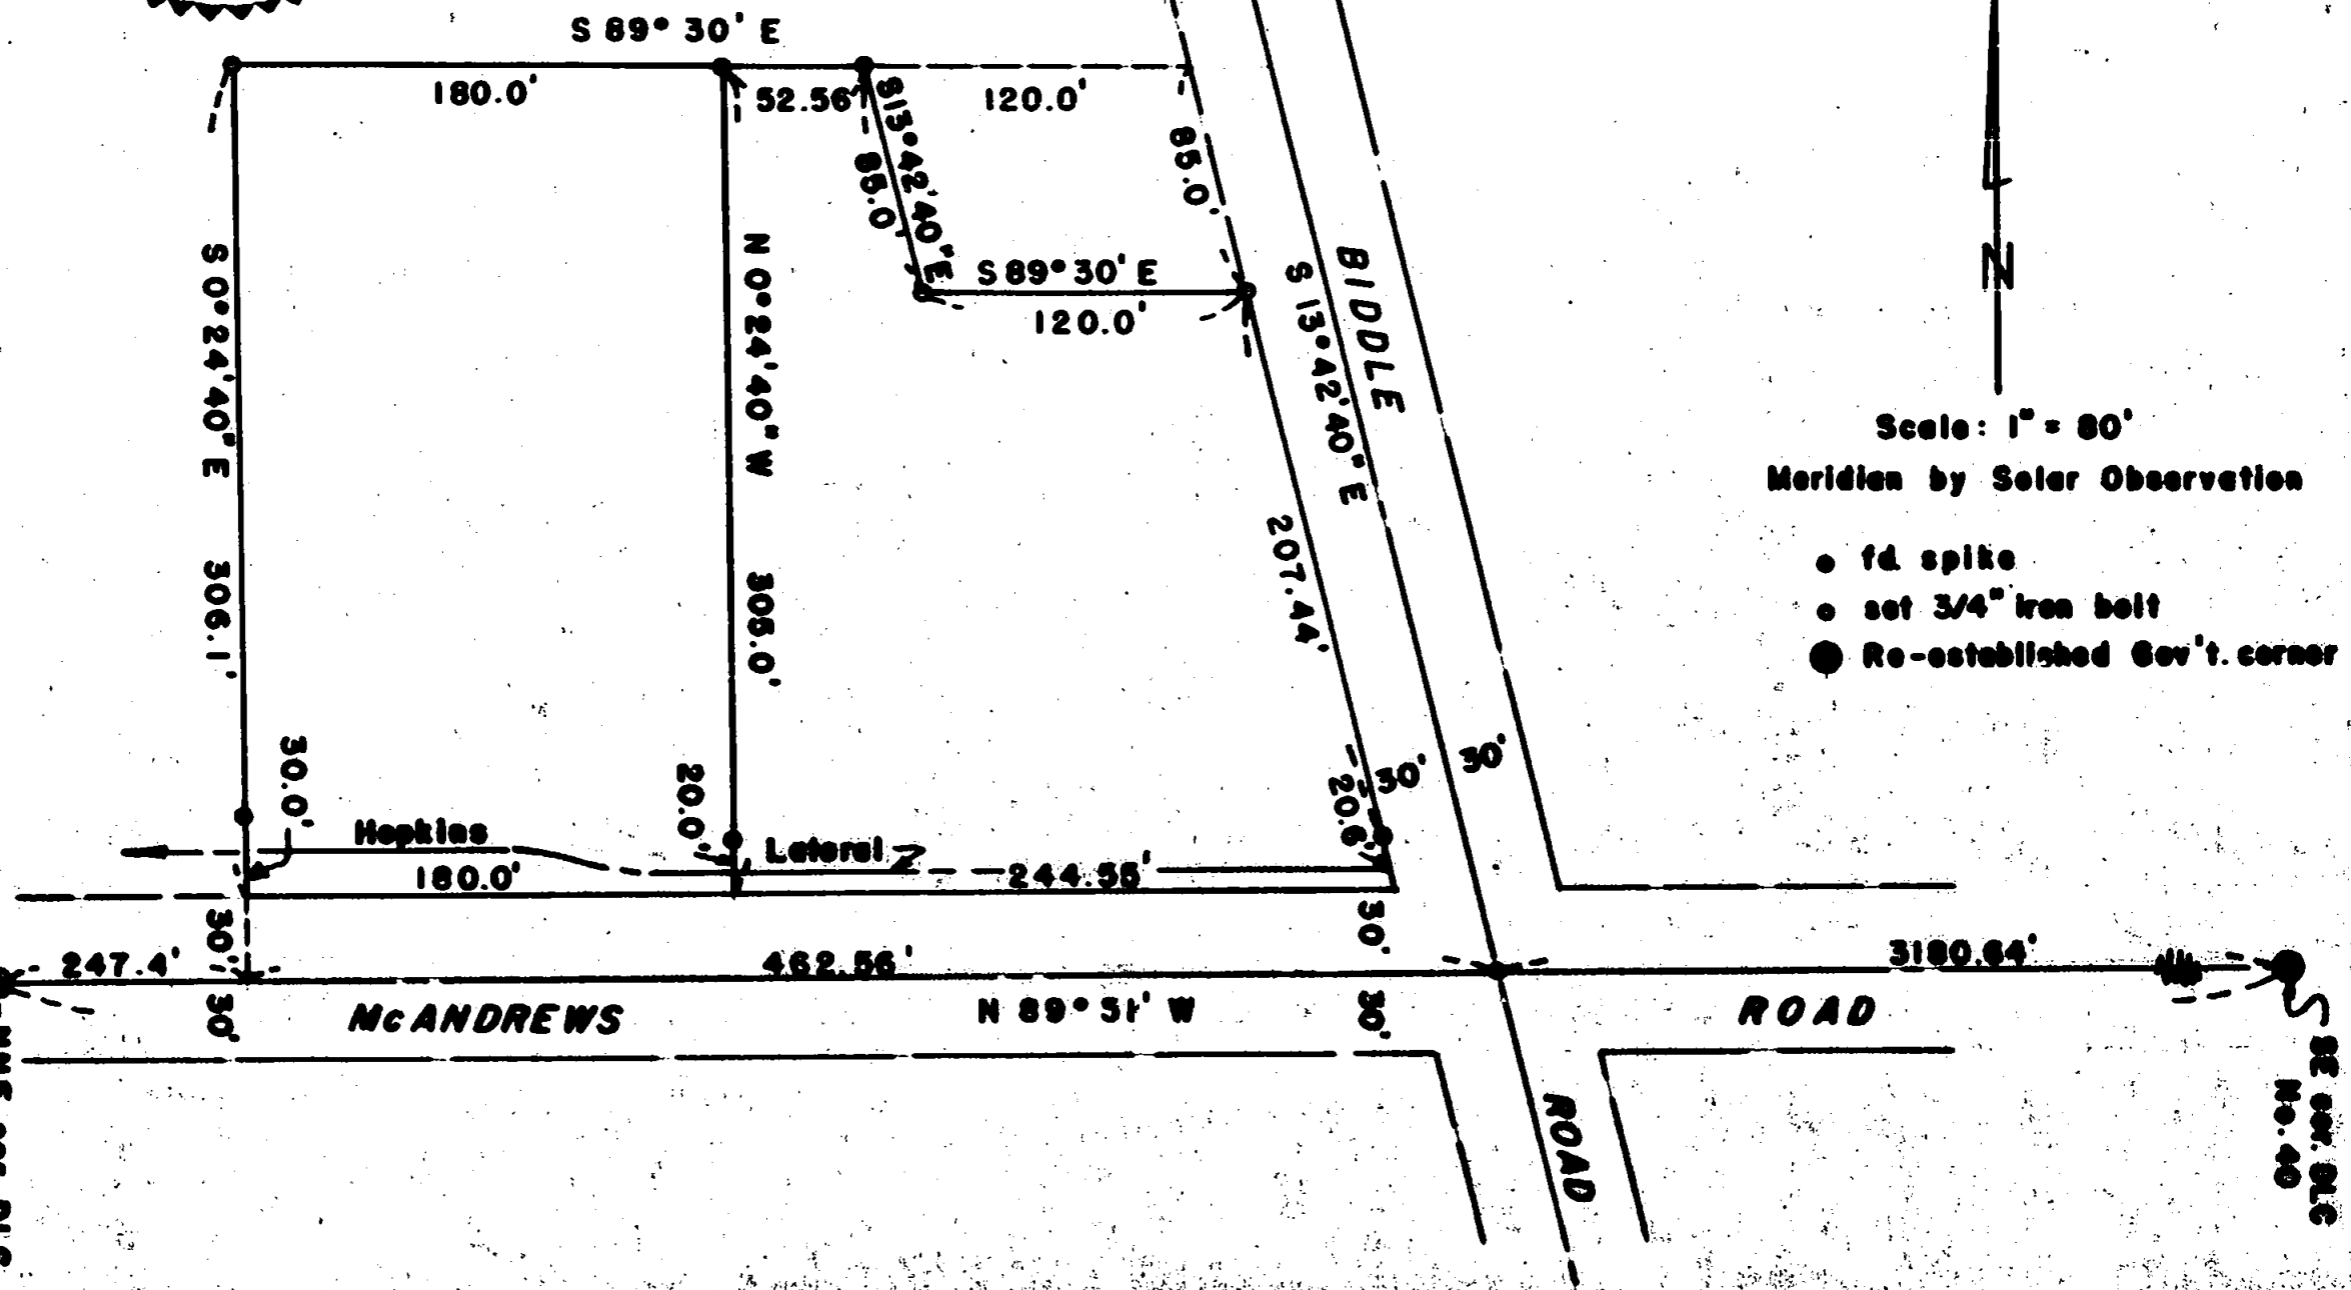 S 89° 30' E
180.0'
52.56'
120.0'
S13°42'40"E
85.0'
85.0'
S 89° 30' E
120.0'
S 0°24'40" E 306.1'
N 0°24'40" W 305.0'
BIDDLE
S 13°42'40" E
207.44'
N
Scale: 1" = 80'
Meridian by Solar Observation
fd. spike
set 3/4" iron bolt
Re-established Gov't. corner
30.0'
20.0'
20.6'
30'
30'
Hopkins
Lateral
180.0'
244.55'
30'
30'
247.4'
462.56'
3180.64'
30'
30'
McANDREWS
N 89° 51' W
ROAD
ROAD
SE cor. DLC
No. 40